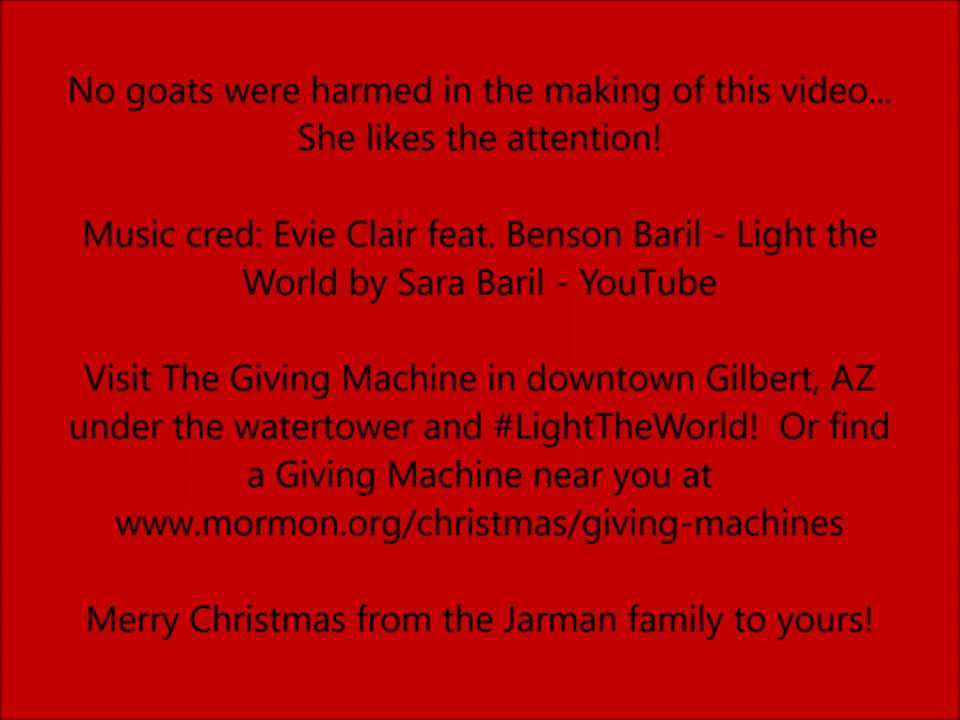 No goats were harmed in the making of this video...
She likes the attention!
Music cred: Evie Clair feat. Benson Baril - Light the
World by Sara Baril - YouTube
Visit The Giving Machine in downtown Gilbert, AZ
under the watertower and #LightTheWorld!  Or find
a Giving Machine near you at
www.mormon.org/christmas/giving-machines
Merry Christmas from the Jarman family to yours!